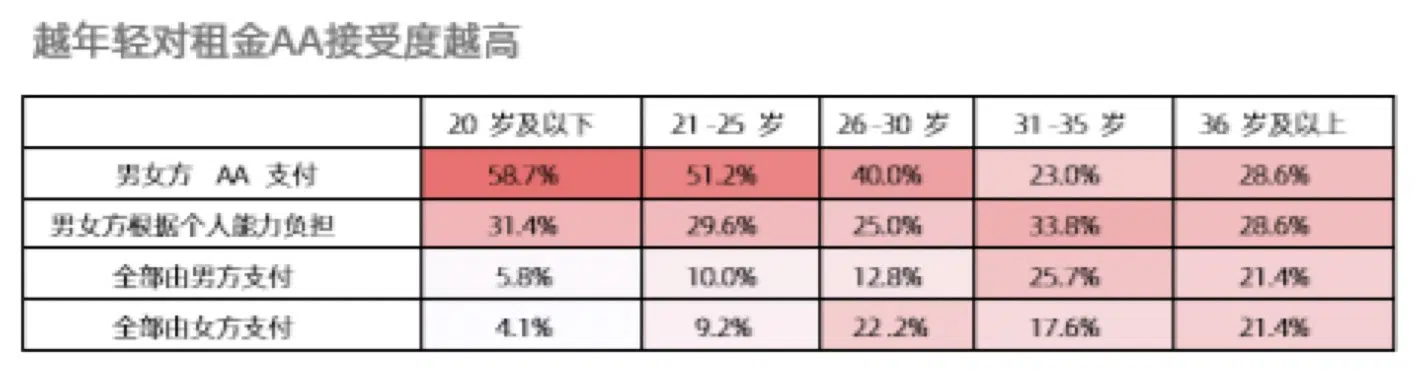 越年轻对租金AA接受度越高
20 岁及以下 21-25 岁 26-30 岁 31-35 岁 36 岁及以上
男女方 AA 支付 58.7% 51.2% 40.0% 23.0% 28.6%
男女方根据个人能力负担 31.4% 29.6% 25.0% 33.8% 28.6%
全部由男方支付 5.8% 10.0% 12.8% 25.7% 21.4%
全部由女方支付 4.1% 9.2% 22.2% 17.6% 21.4%